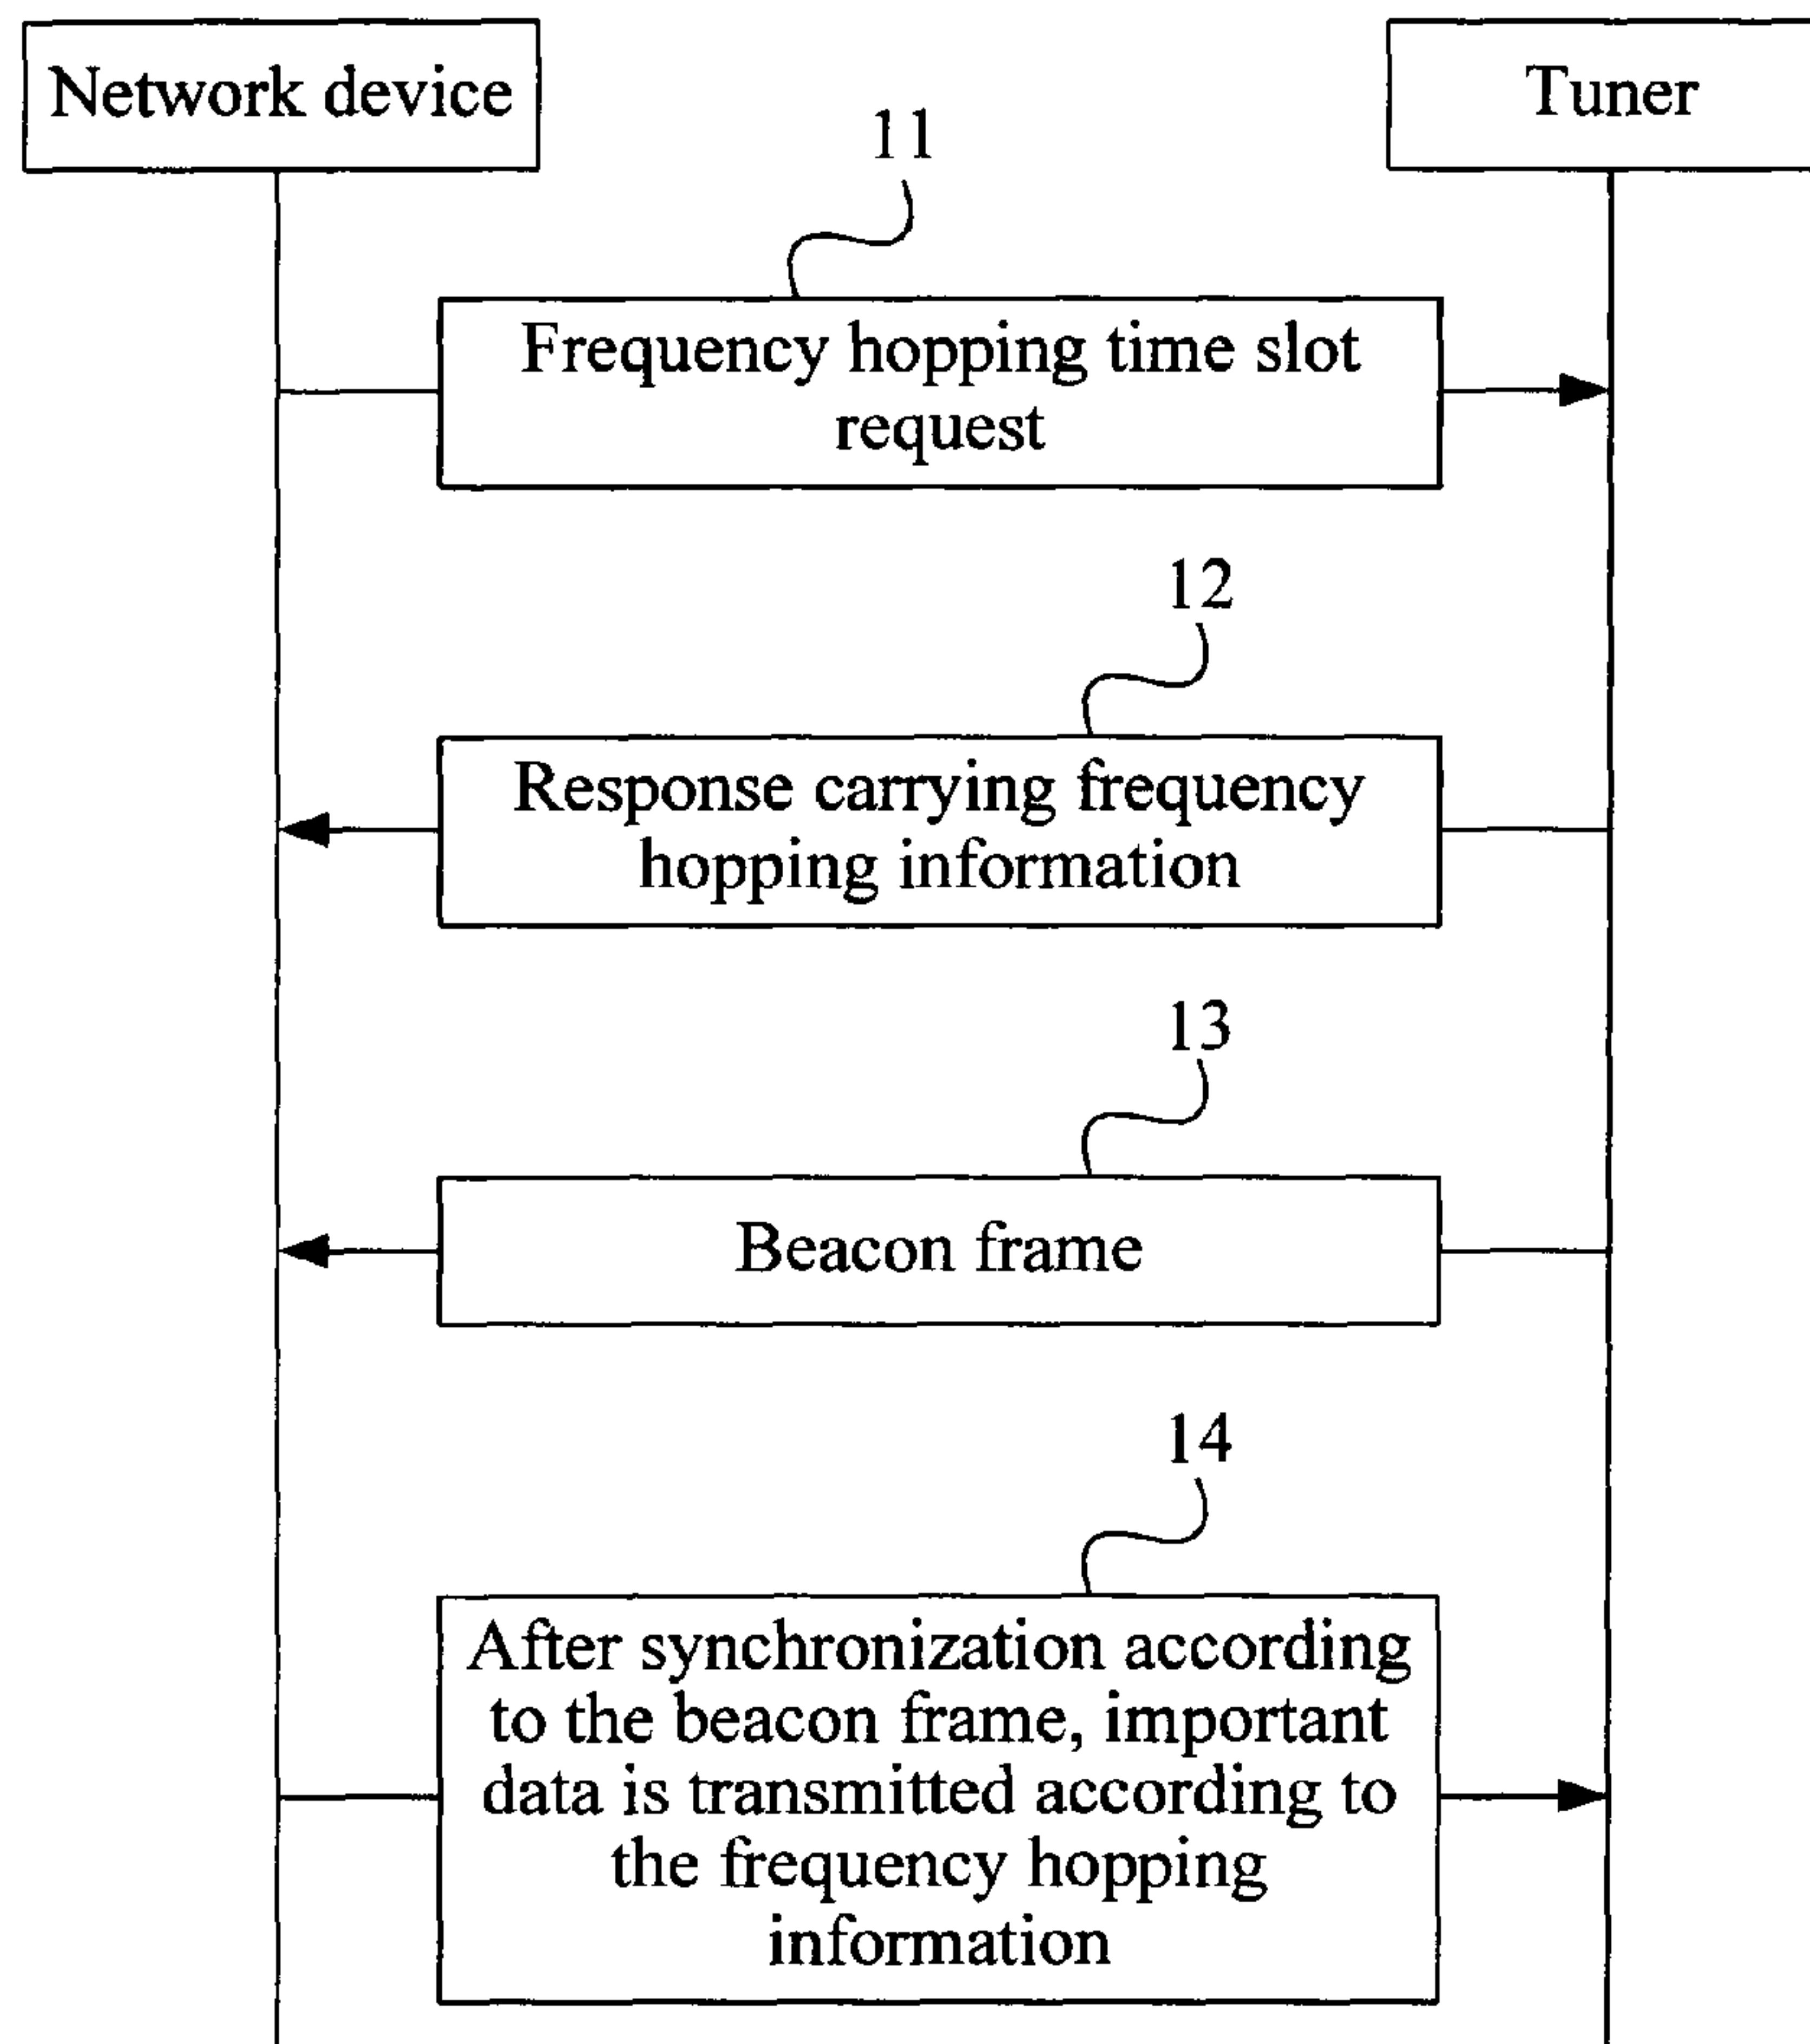 Network device
Tuner
11
Frequency hopping time slot
request
12
Response carrying frequency
hopping information
13
Beacon frame
14
After synchronization according
to the beacon frame, important
data is transmitted according to
the frequency hopping
information